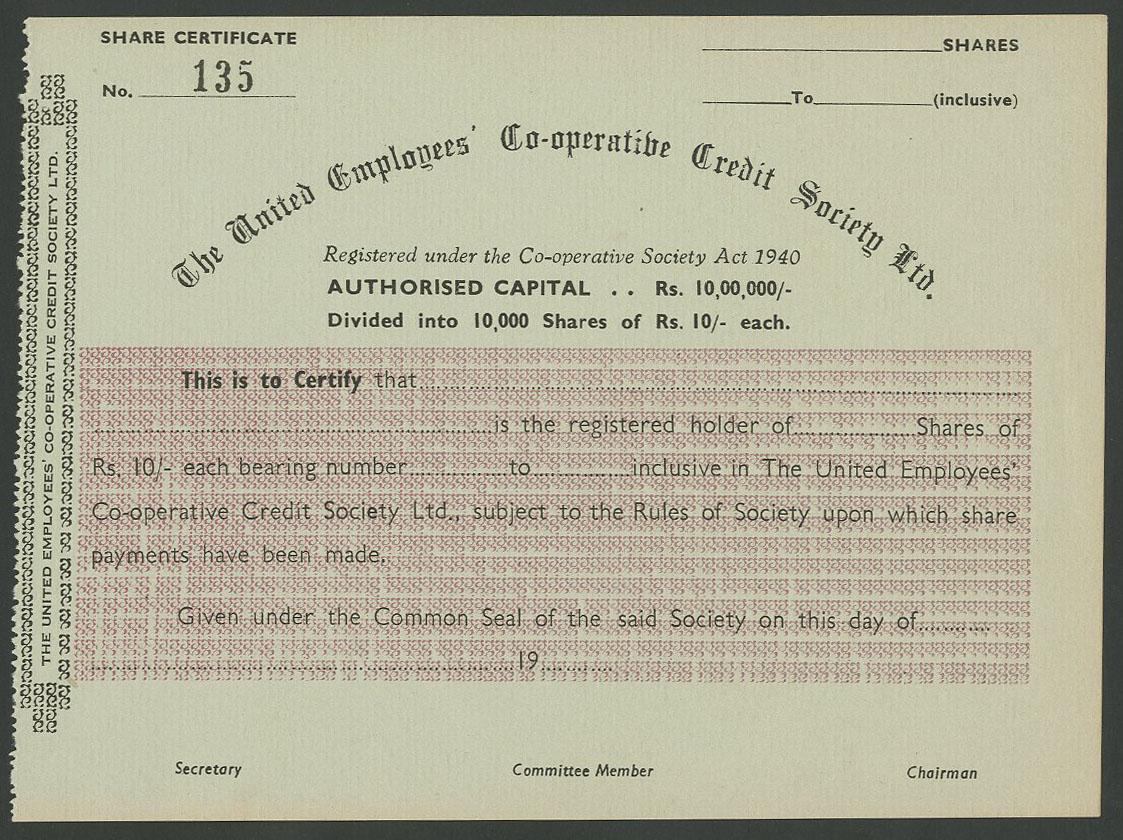 SHARE CERTIFICATE
No. 135
SHARES
To (inclusive)
The United Employees' Co-operative Credit Society Ltd.
Registered under the Co-operative Society Act 1940
AUTHORISED CAPITAL . . Rs. 10,00,000/-
Divided into 10,000 Shares of Rs. 10/- each.
This is to Certify that
is the registered holder of Shares of
Rs. 10/- each bearing number to inclusive in The United Employees'
Co-operative Credit Society Ltd., subject to the Rules of Society upon which share
payments have been made.
Given under the Common Seal of the said Society on this day of
19
Secretary Committee Member Chairman
THE UNITED EMPLOYEES' CO-OPERATIVE CREDIT SOCIETY LTD.